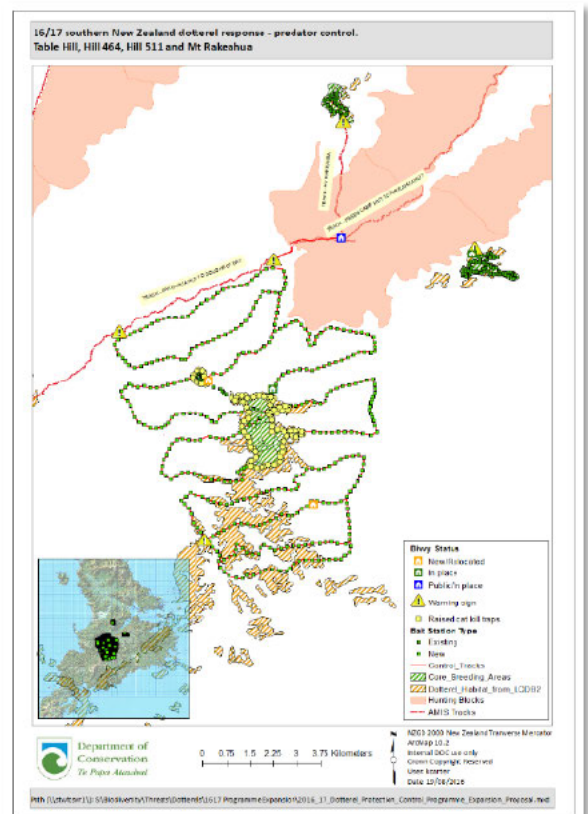 16/17 southern New Zealand dotterel response - predator control.
Table Hill, Hill 464, Hill 511 and Mt Rakeahua
Biwy Status
New/Relocated
In place
Public/In place
Warning sign
Raised cat kill traps
Bait Station Type
Existing
New
Control_Tracks
Core_Breeding_Areas
Dotterel_Habitat_from_LCDB2
Hunting Blocks
AMIS Tracks
Department of
Conservation
Te Papa Atawhai
0 0.75 1.5 2.25 3 3.75 Kilometers
N
NZGD 2000 New Zealand Transverse Mercator
ArcMap 10.2
Internal DOC use only
Crown Copyright Reserved
Date 19/08/2016